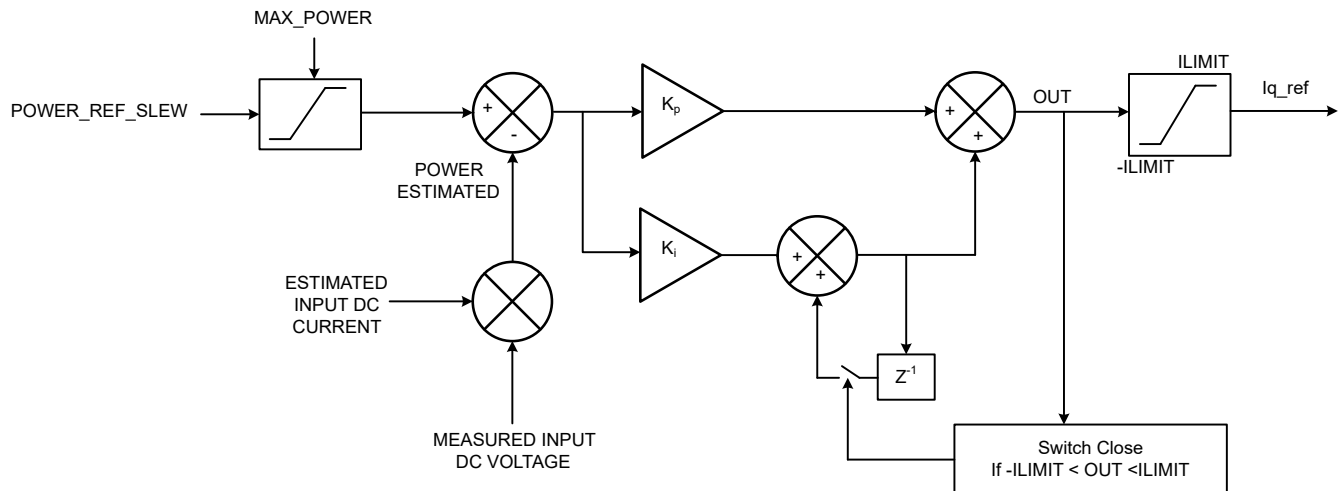 MAX_POWER
POWER_REF_SLEW
+
-
POWER
ESTIMATED
Kp
+
+
OUT
ILIMIT
-ILIMIT
Iq_ref
Ki
+
+
ESTIMATED
INPUT DC
CURRENT
Z-1
MEASURED INPUT
DC VOLTAGE
Switch Close
If -ILIMIT < OUT <ILIMIT